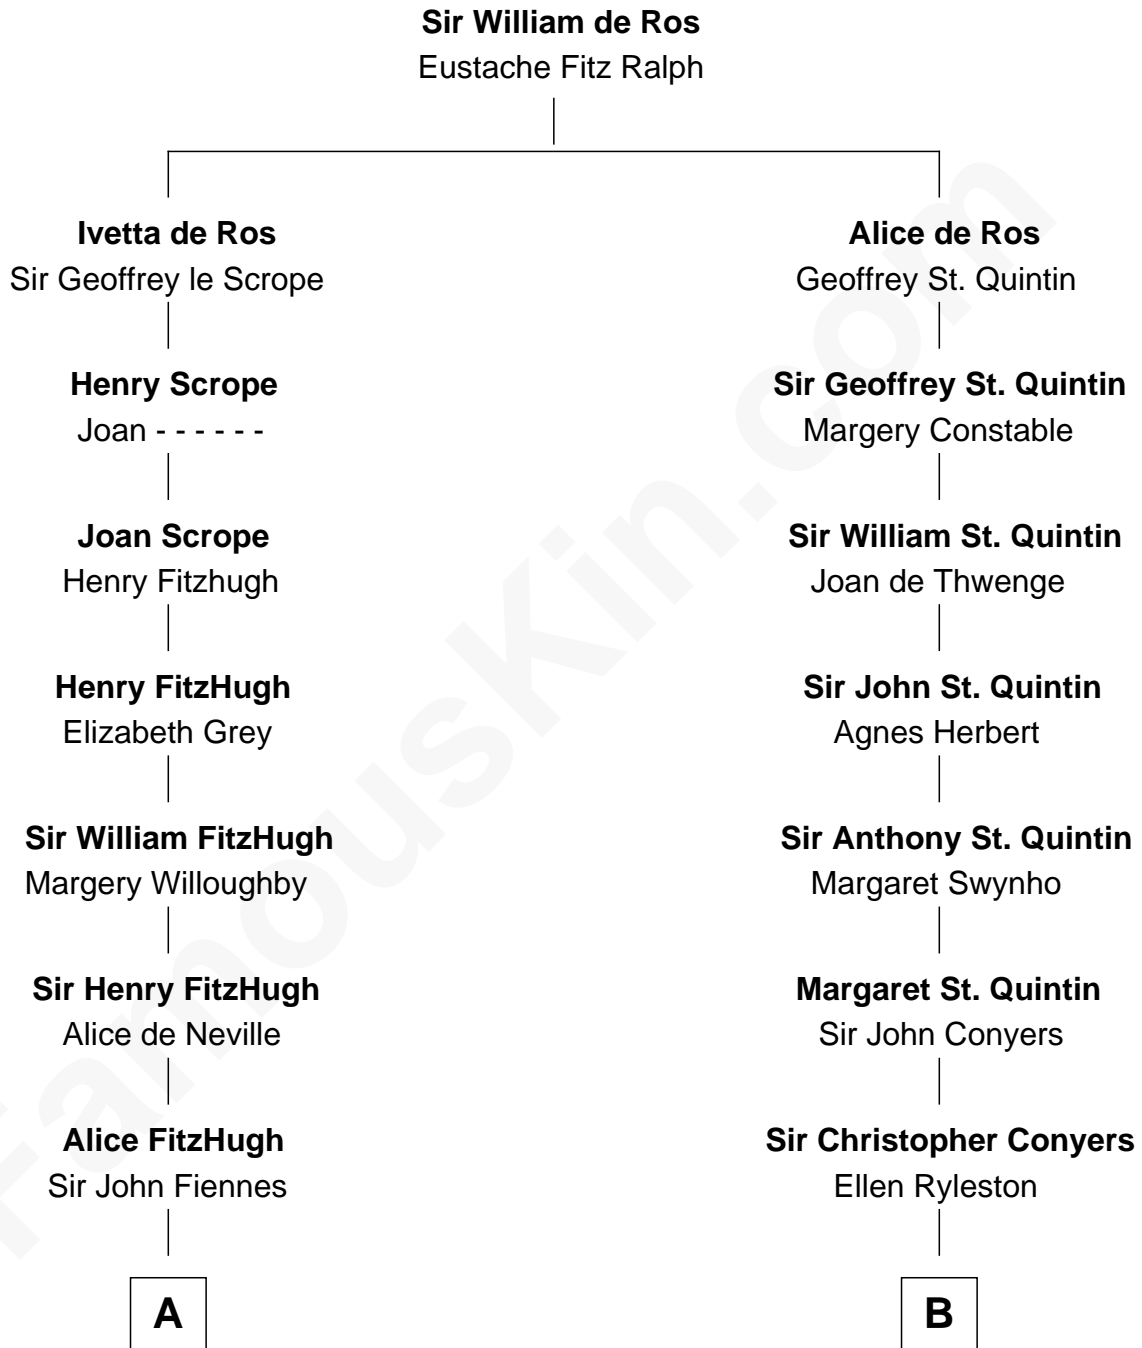 Sir William de Ros
Eustache Fitz Ralph
Ivetta de Ros
Sir Geoffrey le Scrope
Henry Scrope
Joan - - - - - -
Joan Scrope
Henry Fitzhugh
Henry FitzHugh
Elizabeth Grey
Sir William FitzHugh
Margery Willoughby
Sir Henry FitzHugh
Alice de Neville
Alice FitzHugh
Sir John Fiennes
A
Alice de Ros
Geoffrey St. Quintin
Sir Geoffrey St. Quintin
Margery Constable
Sir William St. Quintin
Joan de Thwenge
Sir John St. Quintin
Agnes Herbert
Sir Anthony St. Quintin
Margaret Swynho
Margaret St. Quintin
Sir John Conyers
Sir Christopher Conyers
Ellen Ryleston
B
FamousKin.com